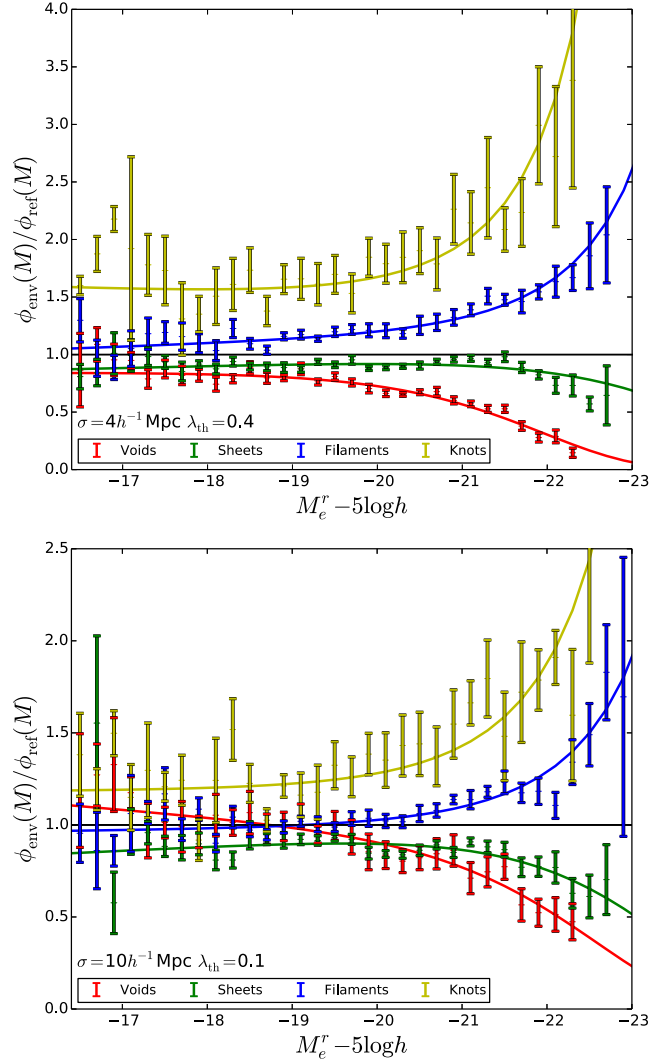 4.0
3.5
3.0
2.5
2.0
1.5
1.0
0.5
0.0
ϕenv(M)/ϕref(M)
σ=4h⁻¹Mpc λth=0.4
Voids Sheets Filaments Knots
−17 −18 −19 −20 −21 −22 −23
Mᵣₑ−5logh
2.5
2.0
1.5
1.0
0.5
0.0
ϕenv(M)/ϕref(M)
σ=10h⁻¹Mpc λth=0.1
Voids Sheets Filaments Knots
−17 −18 −19 −20 −21 −22 −23
Mᵣₑ−5logh